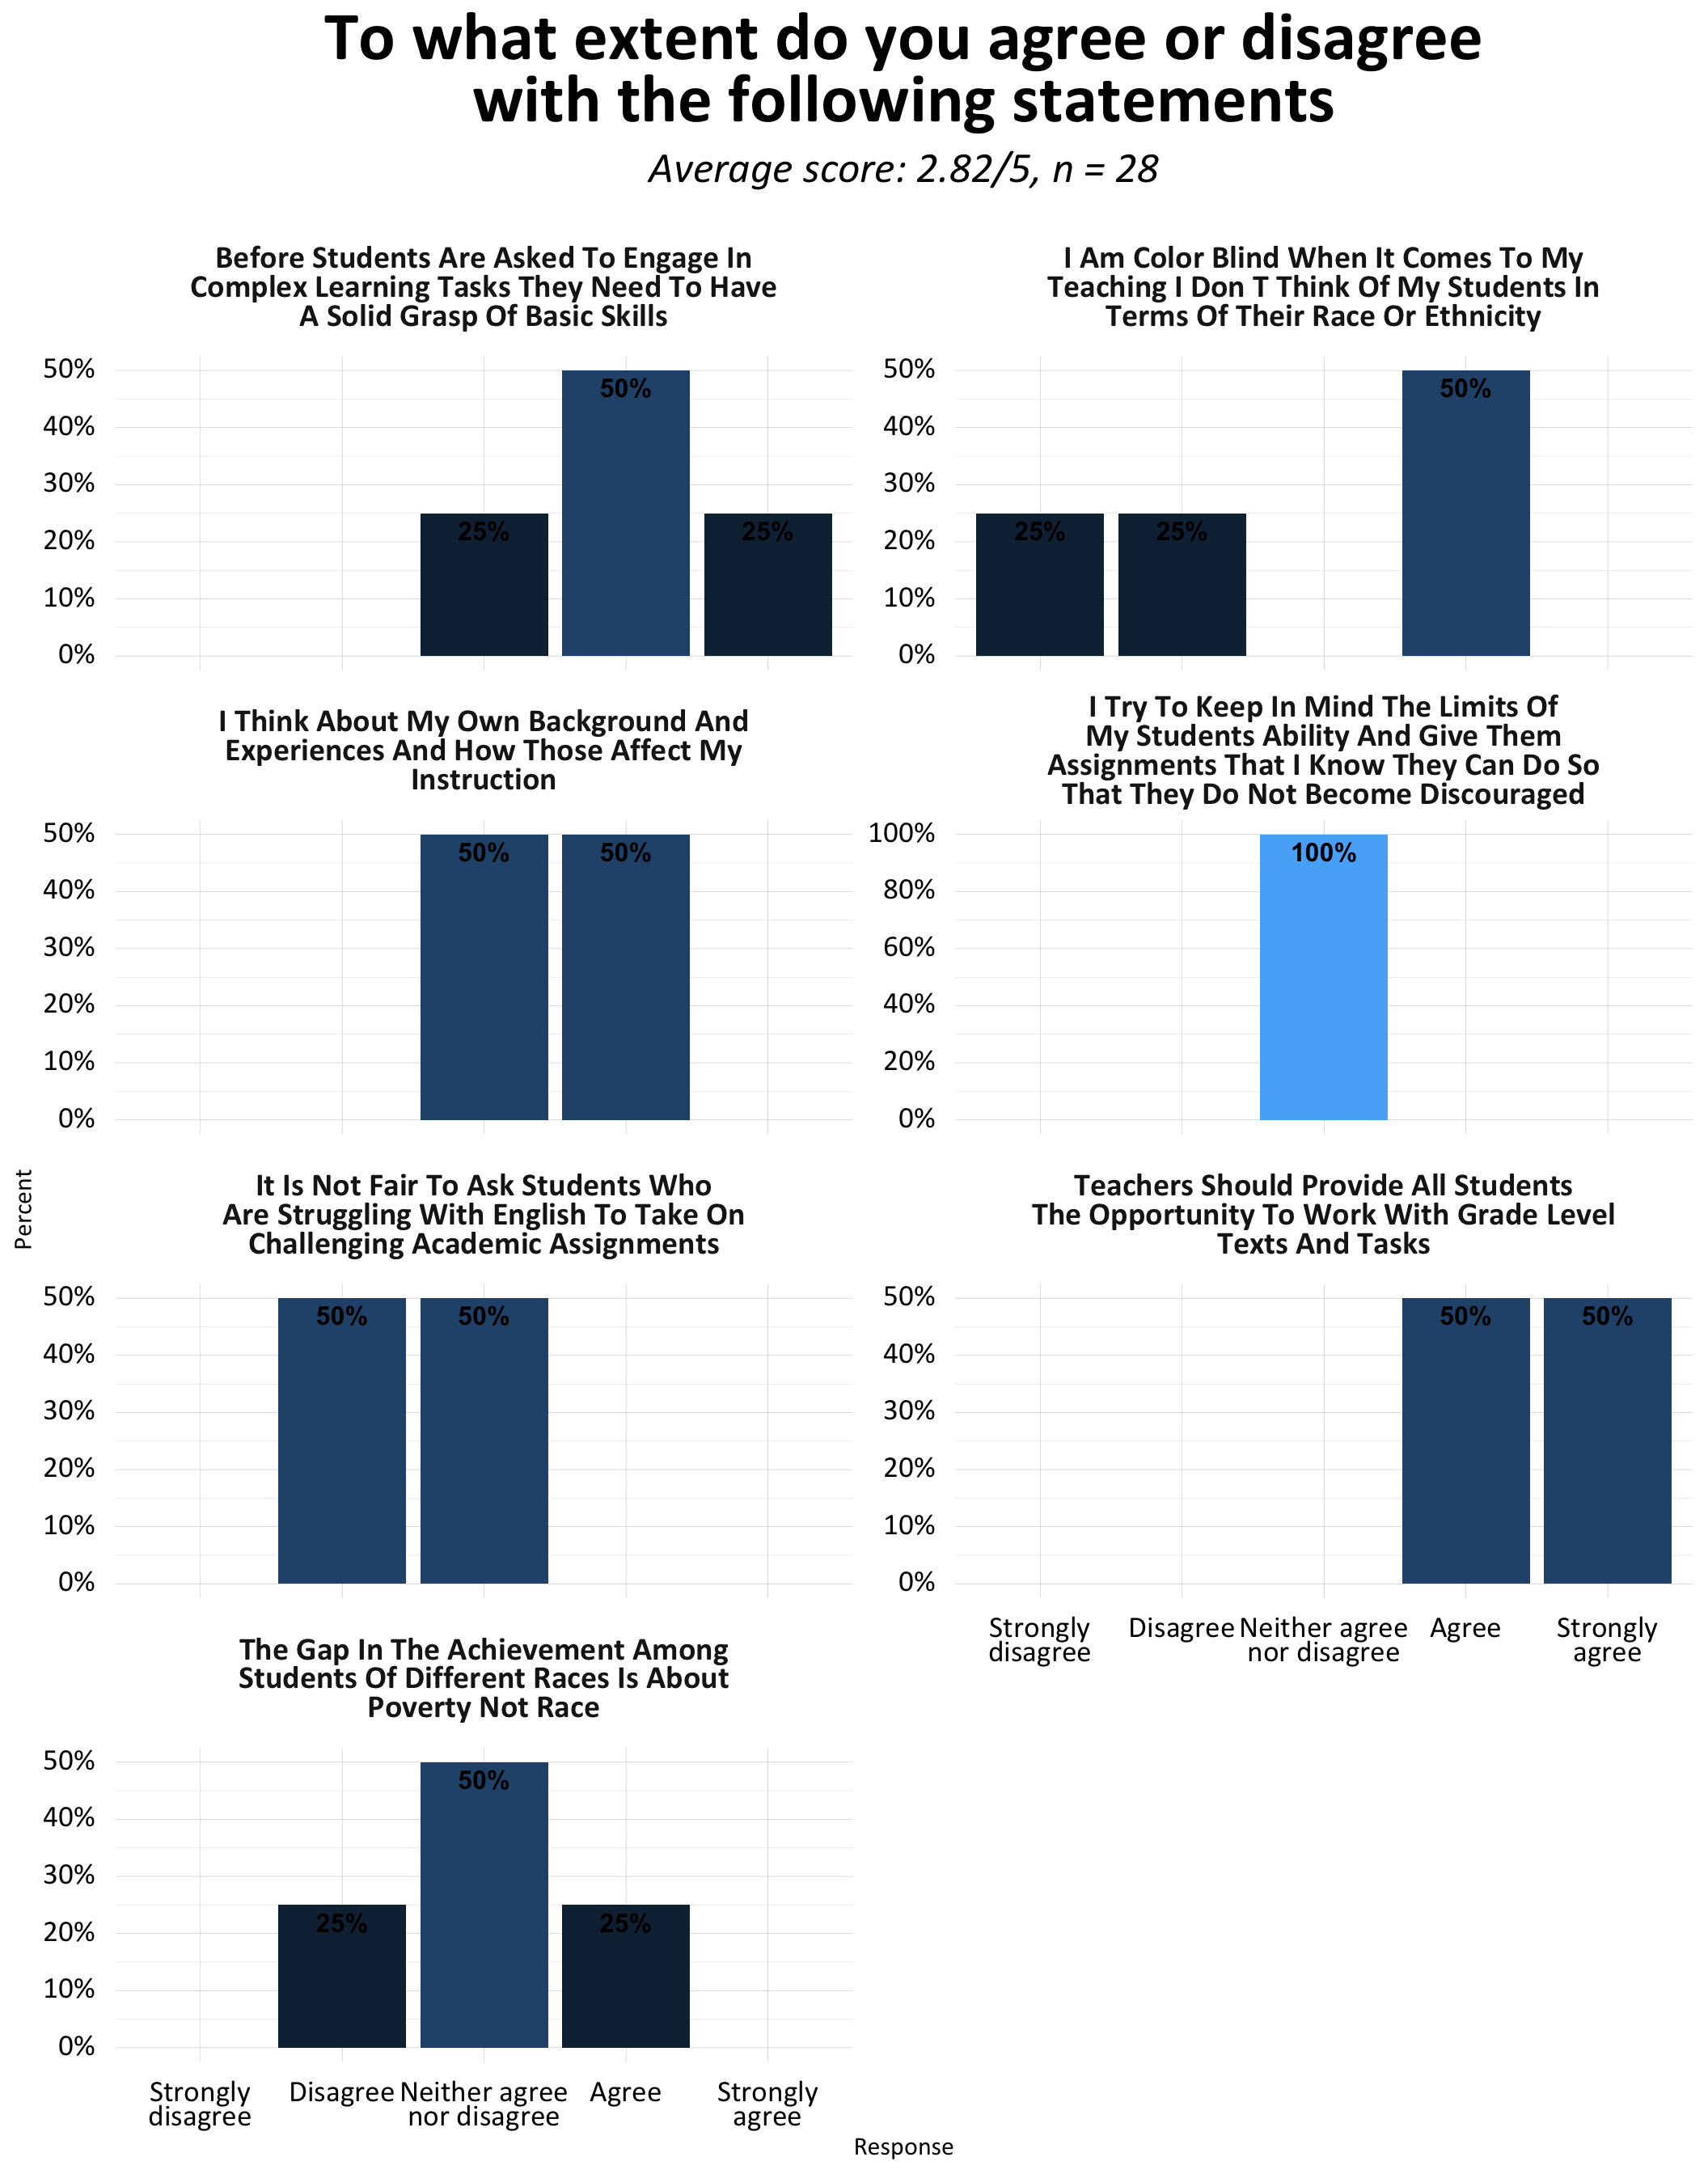 To what extent do you agree or disagree
with the following statements
Average score: 2.82/5, n = 28
Before Students Are Asked To Engage In
Complex Learning Tasks They Need To Have
A Solid Grasp Of Basic Skills
50%
40%
30%
20%
10%
0%
25%
50%
25%
I Am Color Blind When It Comes To My
Teaching I Don T Think Of My Students In
Terms Of Their Race Or Ethnicity
50%
40%
30%
20%
10%
0%
25%
25%
50%
I Think About My Own Background And
Experiences And How Those Affect My
Instruction
50%
40%
30%
20%
10%
0%
50%
50%
I Try To Keep In Mind The Limits Of
My Students Ability And Give Them
Assignments That I Know They Can Do So
That They Do Not Become Discouraged
100%
80%
60%
40%
20%
0%
100%
Percent
It Is Not Fair To Ask Students Who
Are Struggling With English To Take On
Challenging Academic Assignments
50%
40%
30%
20%
10%
0%
50%
50%
Teachers Should Provide All Students
The Opportunity To Work With Grade Level
Texts And Tasks
50%
40%
30%
20%
10%
0%
50%
50%
Strongly
disagree
Disagree
Neither agree
nor disagree
Agree
Strongly
agree
The Gap In The Achievement Among
Students Of Different Races Is About
Poverty Not Race
50%
40%
30%
20%
10%
0%
25%
50%
25%
Strongly
disagree
Disagree
Neither agree
nor disagree
Agree
Strongly
agree
Response